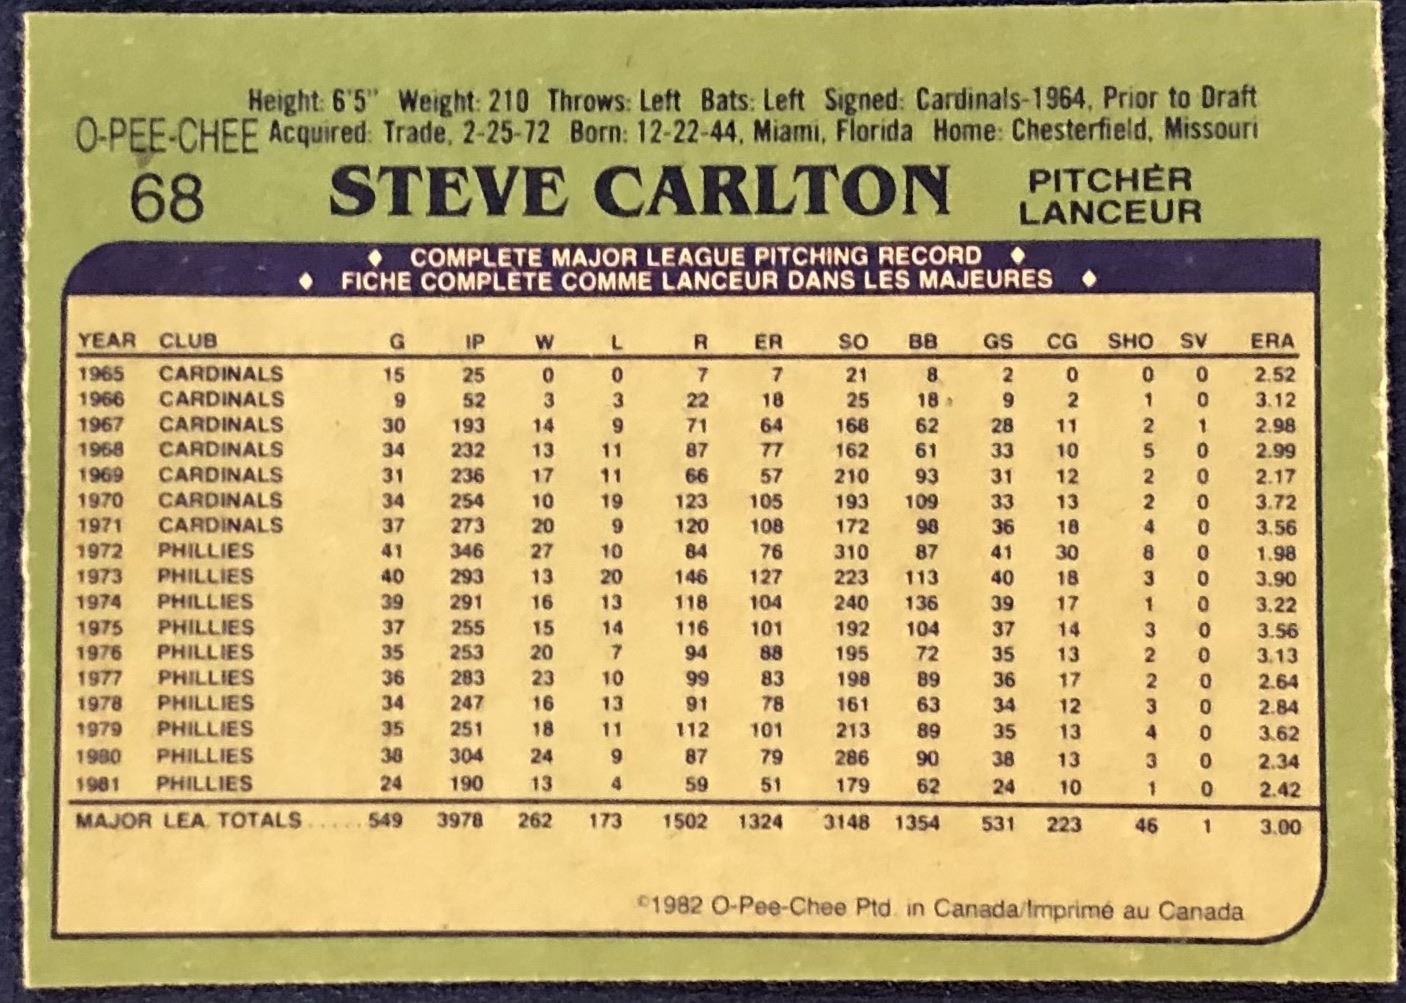 Height: 6'5" Weight: 210 Throws: Left Bats: Left Signed: Cardinals-1964, Prior to Draft
O-PEE-CHEE Acquired: Trade, 2-25-72 Born: 12-22-44, Miami, Florida Home: Chesterfield, Missouri
68 STEVE CARLTON PITCHER
LANCEUR
COMPLETE MAJOR LEAGUE PITCHING RECORD
FICHE COMPLÈTE COMME LANCEUR DANS LES MAJEURES
YEAR CLUB G IP W L R ER SO BB GS CG SHO SV ERA
1965 CARDINALS 15 25 0 0 7 7 21 8 2 0 0 0 2.52
1966 CARDINALS 9 52 3 3 22 18 25 18 9 2 1 0 3.12
1967 CARDINALS 30 193 14 9 71 64 168 62 28 11 2 1 2.98
1968 CARDINALS 34 232 13 11 87 77 162 61 33 10 5 0 2.99
1969 CARDINALS 31 236 17 11 66 57 210 93 31 12 2 0 2.17
1970 CARDINALS 34 254 10 19 123 105 193 109 33 13 2 0 3.72
1971 CARDINALS 37 273 20 9 120 108 172 98 36 18 4 0 3.56
1972 PHILLIES 41 346 27 10 84 76 310 87 41 30 8 0 1.98
1973 PHILLIES 40 293 13 20 146 127 223 113 40 18 3 0 3.90
1974 PHILLIES 39 291 16 13 118 104 240 136 39 17 1 0 3.22
1975 PHILLIES 37 255 15 14 116 101 192 104 37 14 3 0 3.56
1976 PHILLIES 35 253 20 7 94 88 195 72 35 13 2 0 3.13
1977 PHILLIES 36 283 23 10 99 83 198 89 36 17 2 0 2.64
1978 PHILLIES 34 247 16 13 91 78 161 63 34 12 3 0 2.84
1979 PHILLIES 35 251 18 11 112 101 213 89 35 13 4 0 3.62
1980 PHILLIES 38 304 24 9 87 79 286 90 38 13 3 0 2.34
1981 PHILLIES 24 190 13 4 59 51 179 62 24 10 1 0 2.42
MAJOR LEA. TOTALS ..... 549 3978 262 173 1502 1324 3148 1354 531 223 46 1 3.00
©1982 O-Pee-Chee Ptd. in Canada/Imprimé au Canada